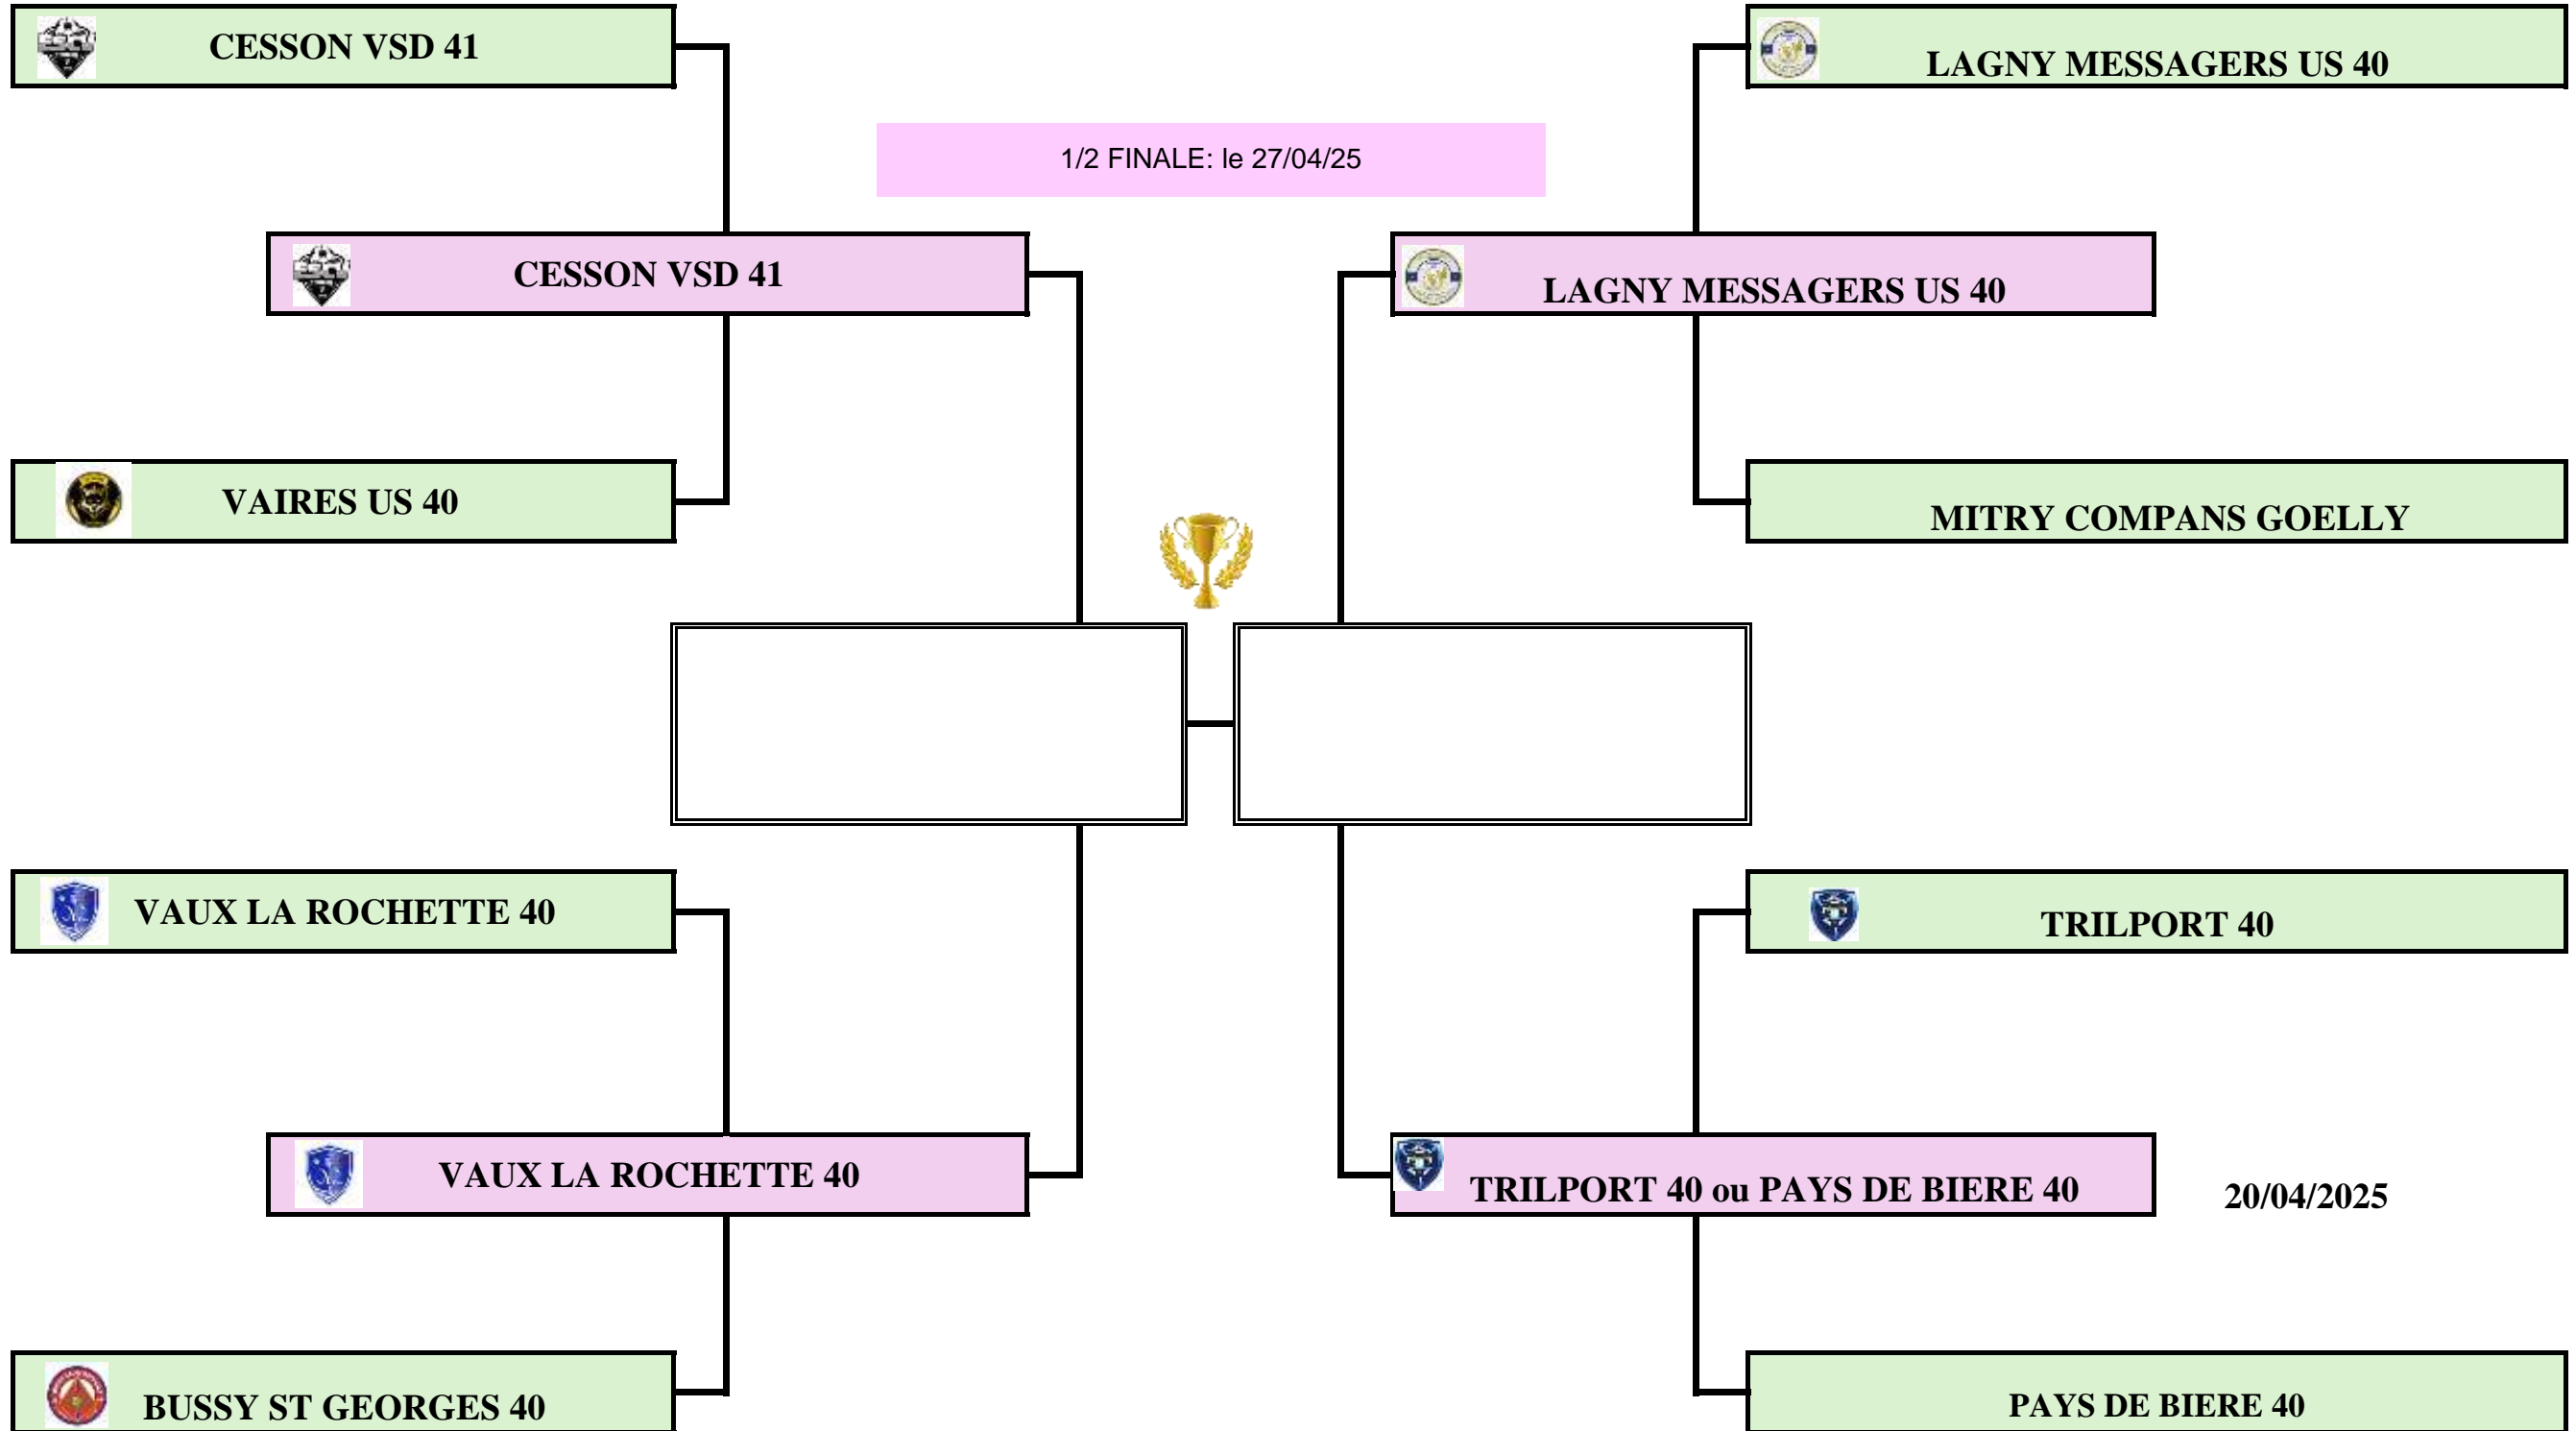 CESSON VSD 41
LAGNY MESSAGERS US 40
1/2 FINALE: le 27/04/25
CESSON VSD 41
LAGNY MESSAGERS US 40
VAIRES US 40
MITRY COMPANS GOELLY
VAUX LA ROCHETTE 40
TRILPORT 40
VAUX LA ROCHETTE 40
TRILPORT 40 ou PAYS DE BIERE 40
20/04/2025
BUSSY ST GEORGES 40
PAYS DE BIERE 40